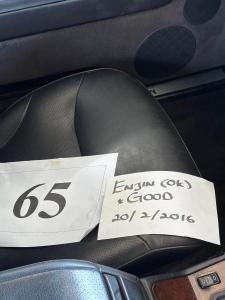 65
ENJIN (OK)
* GOOD
20/2/2016